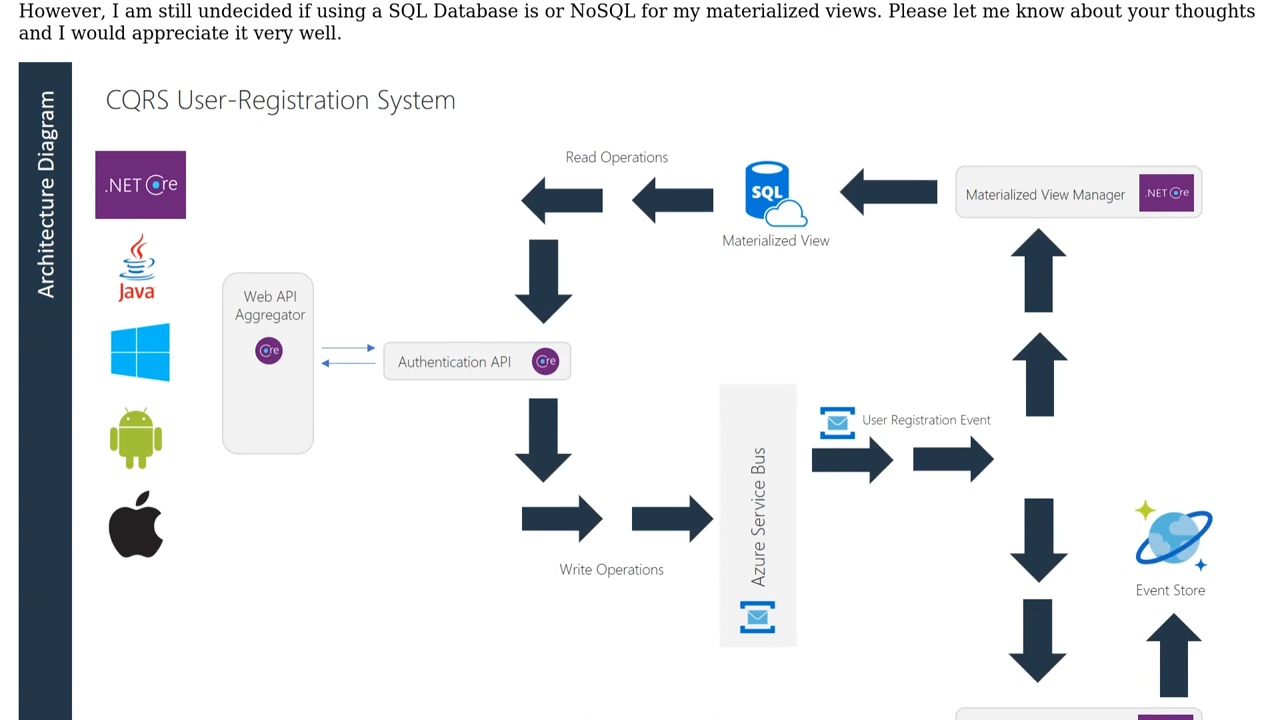 However, I am still undecided if using a SQL Database is or NoSQL for my materialized views. Please let me know about your thoughts
and I would appreciate it very well.
Architecture Diagram
CQRS User-Registration System
.NET Core
Java
Web API
Aggregator
Core
Authentication API
Core
Read Operations
SQL
Materialized View
Materialized View Manager
.NET Core
Write Operations
Azure Service Bus
User Registration Event
Event Store